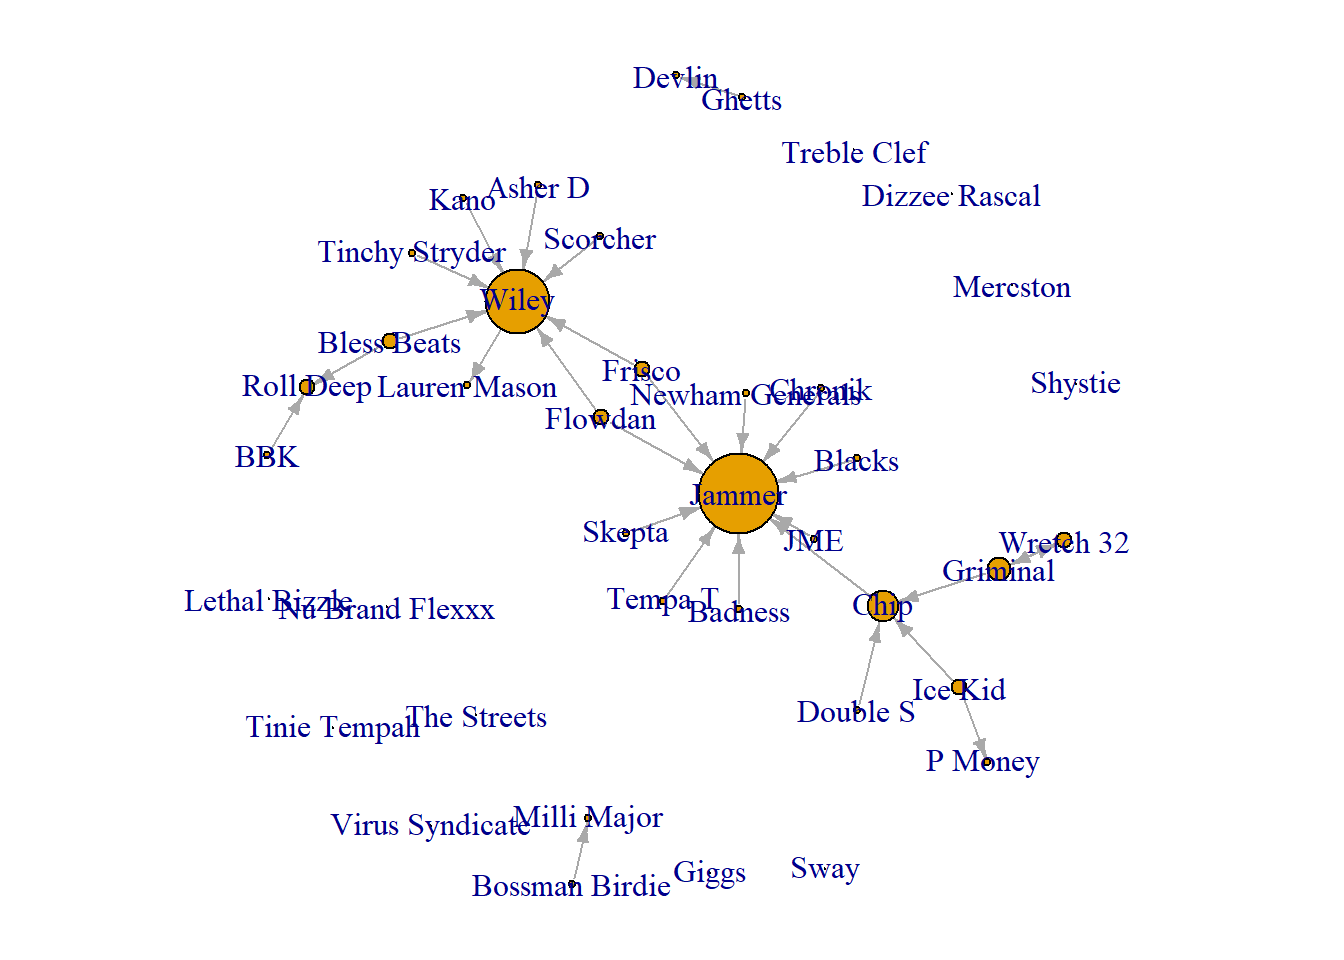 Devlin
Ghetts
Treble Clef
Asher D
Kano
Dizzee Rascal
Scorcher
Tinchy Stryder
Mercston
Wiley
Bless Beats
Frisco
Roll Deep
Lauren Mason
Newham Generals
Chronik
Shystie
Flowdan
BBK
Blacks
Jammer
Skepta
JME
Wretch 32
Griminal
Lethal Bizzle
Nu Brand Flexxx
Tempa T
Badness
Chip
Ice Kid
Double S
Tinie Tempah
The Streets
P Money
Virus Syndicate
Milli Major
Bossman Birdie
Giggs
Sway